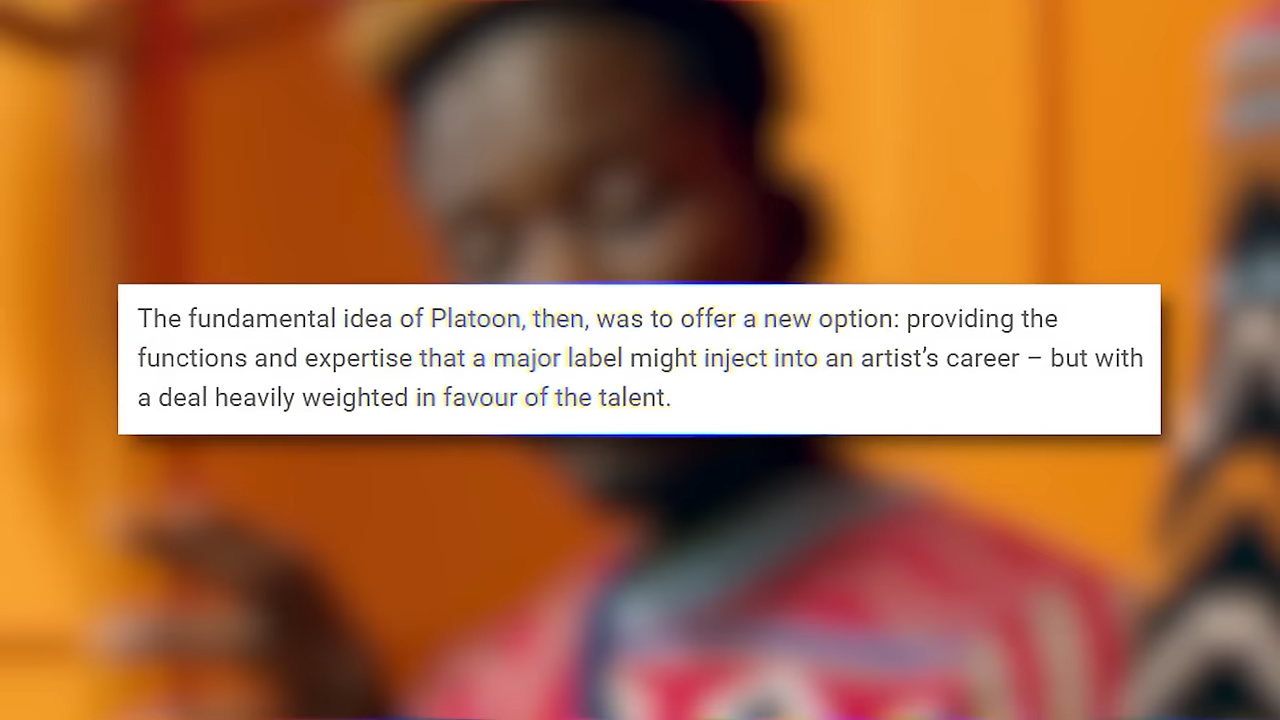 The fundamental idea of Platoon, then, was to offer a new option: providing the
functions and expertise that a major label might inject into an artist’s career – but with
a deal heavily weighted in favour of the talent.